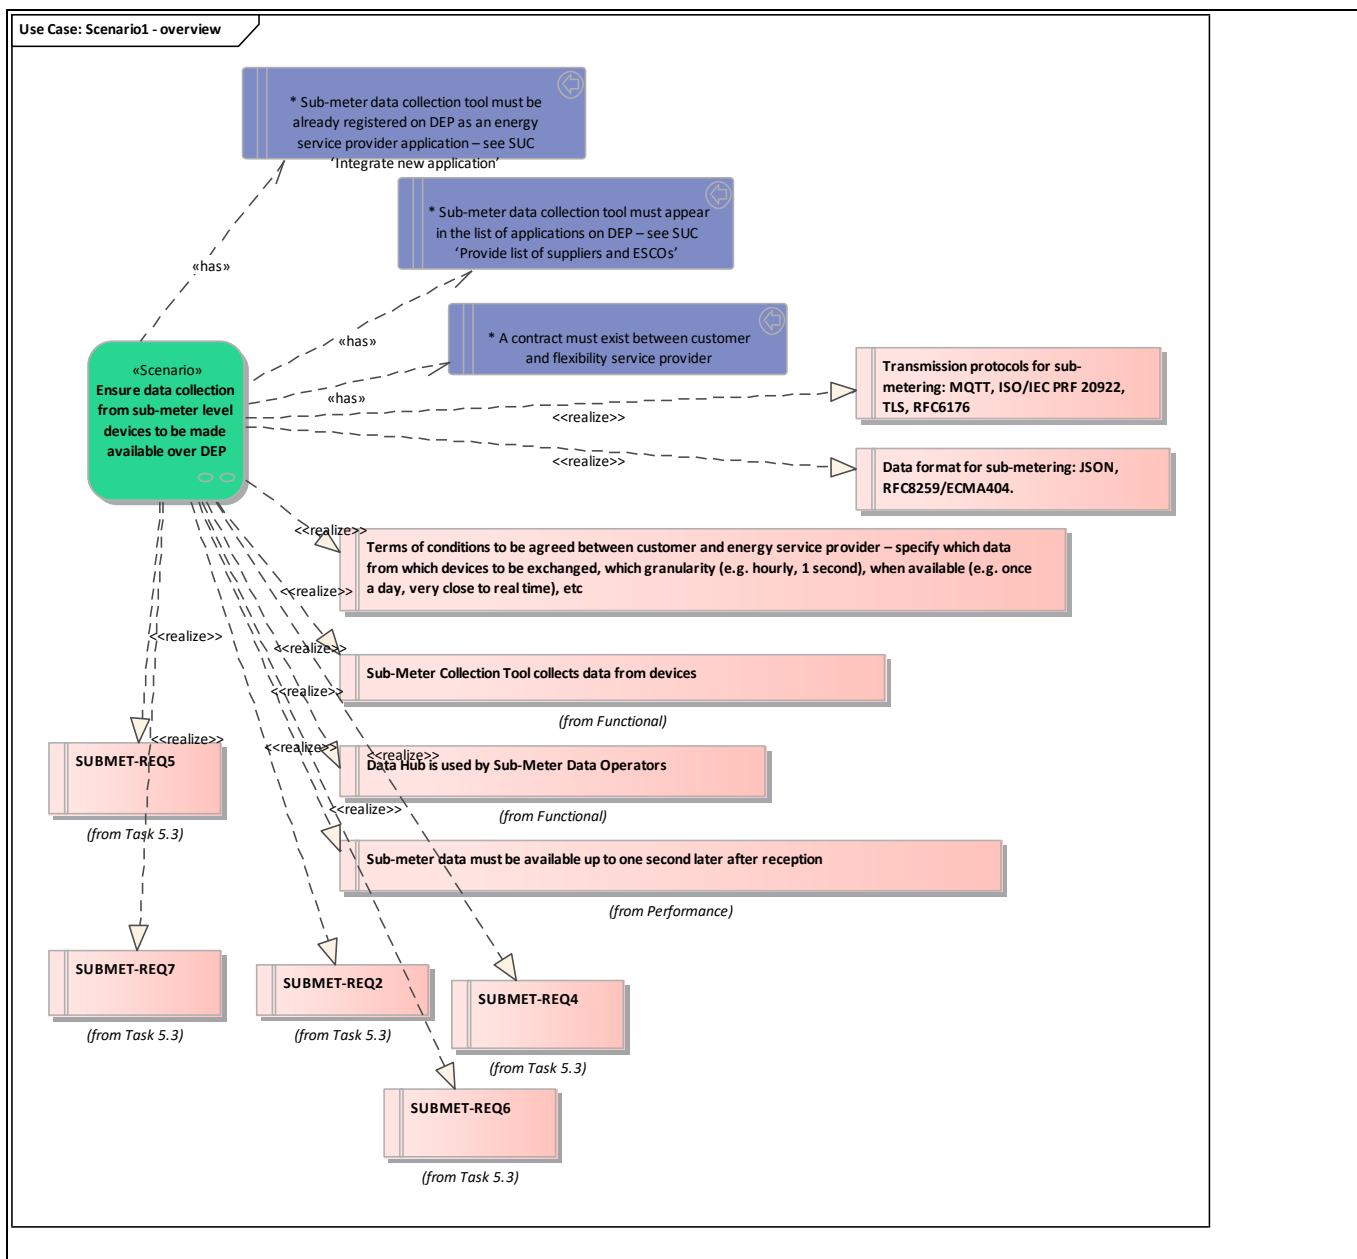 Use Case: Scenario1 - overview
* Sub-meter data collection tool must be
already registered on DEP as an energy
service provider application – see SUC
‘Integrate new application’
* Sub-meter data collection tool must appear
in the list of applications on DEP – see SUC
‘Provide list of suppliers and ESCOs’
«has»
* A contract must exist between customer
and flexibility service provider
«has»
«has»
«Scenario»
Ensure data collection
from sub-meter level
devices to be made
available over DEP
Transmission protocols for sub-
metering: MQTT, ISO/IEC PRF 20922,
TLS, RFC6176
<<realize>>
Data format for sub-metering: JSON,
RFC8259/ECMA404.
<<realize>>
<<realize>>
Terms of conditions to be agreed between customer and energy service provider – specify which data
from which devices to be exchanged, which granularity (e.g. hourly, 1 second), when available (e.g. once
a day, very close to real time), etc
<<realize>>
<<realize>>
<<realize>>
Sub-Meter Collection Tool collects data from devices
<<realize>>
(from Functional)
<<realize>>
<<realize>>
<<realize>>
Data Hub is used by Sub-Meter Data Operators
(from Functional)
<<realize>>
SUBMET-REQ5
(from Task 5.3)
Sub-meter data must be available up to one second later after reception
(from Performance)
SUBMET-REQ7
(from Task 5.3)
SUBMET-REQ2
(from Task 5.3)
SUBMET-REQ4
(from Task 5.3)
SUBMET-REQ6
(from Task 5.3)